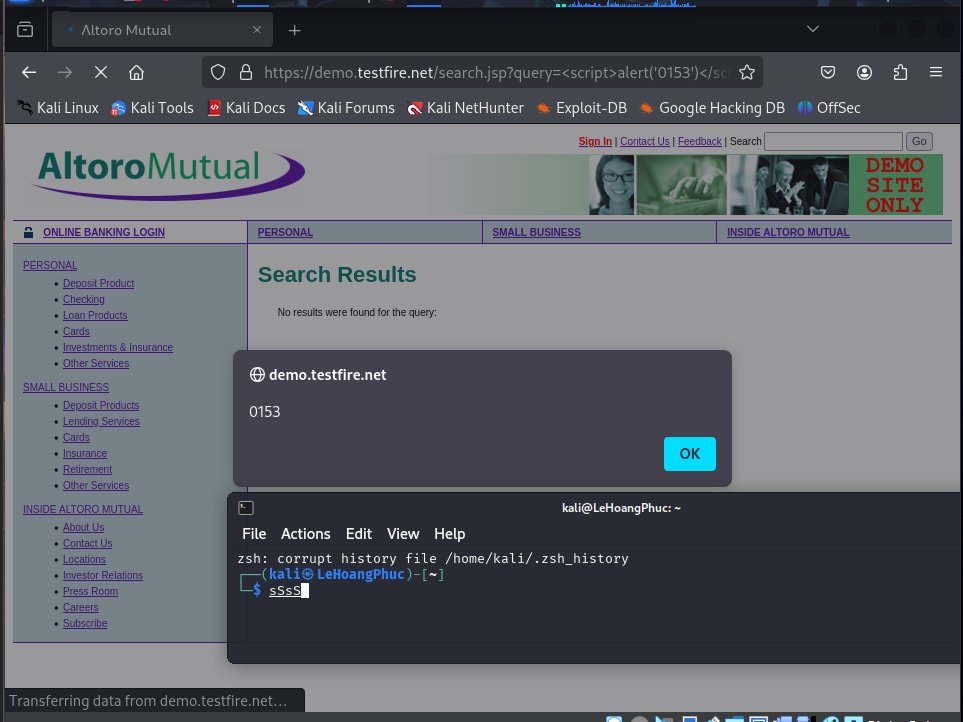 Altoro Mutual
https://demo.testfire.net/search.jsp?query=<script>alert('0153')</sc
Kali Linux Kali Tools Kali Docs Kali Forums Kali NetHunter Exploit-DB Google Hacking DB OffSec
Sign In | Contact Us | Feedback | Search Go
AltoroMutual
DEMO
SITE
ONLY
ONLINE BANKING LOGIN PERSONAL SMALL BUSINESS INSIDE ALTORO MUTUAL
PERSONAL
Deposit Product
Checking
Loan Products
Cards
Investments & Insurance
Other Services
SMALL BUSINESS
Deposit Products
Lending Services
Cards
Insurance
Retirement
Other Services
INSIDE ALTORO MUTUAL
About Us
Contact Us
Locations
Investor Relations
Press Room
Careers
Subscribe
Search Results
No results were found for the query:
demo.testfire.net
0153
OK
kali@LeHoangPhuc: ~
File Actions Edit View Help
zsh: corrupt history file /home/kali/.zsh_history
┌──(kali㉿LeHoangPhuc)-[~]
└─$ sSsS
Transferring data from demo.testfire.net…